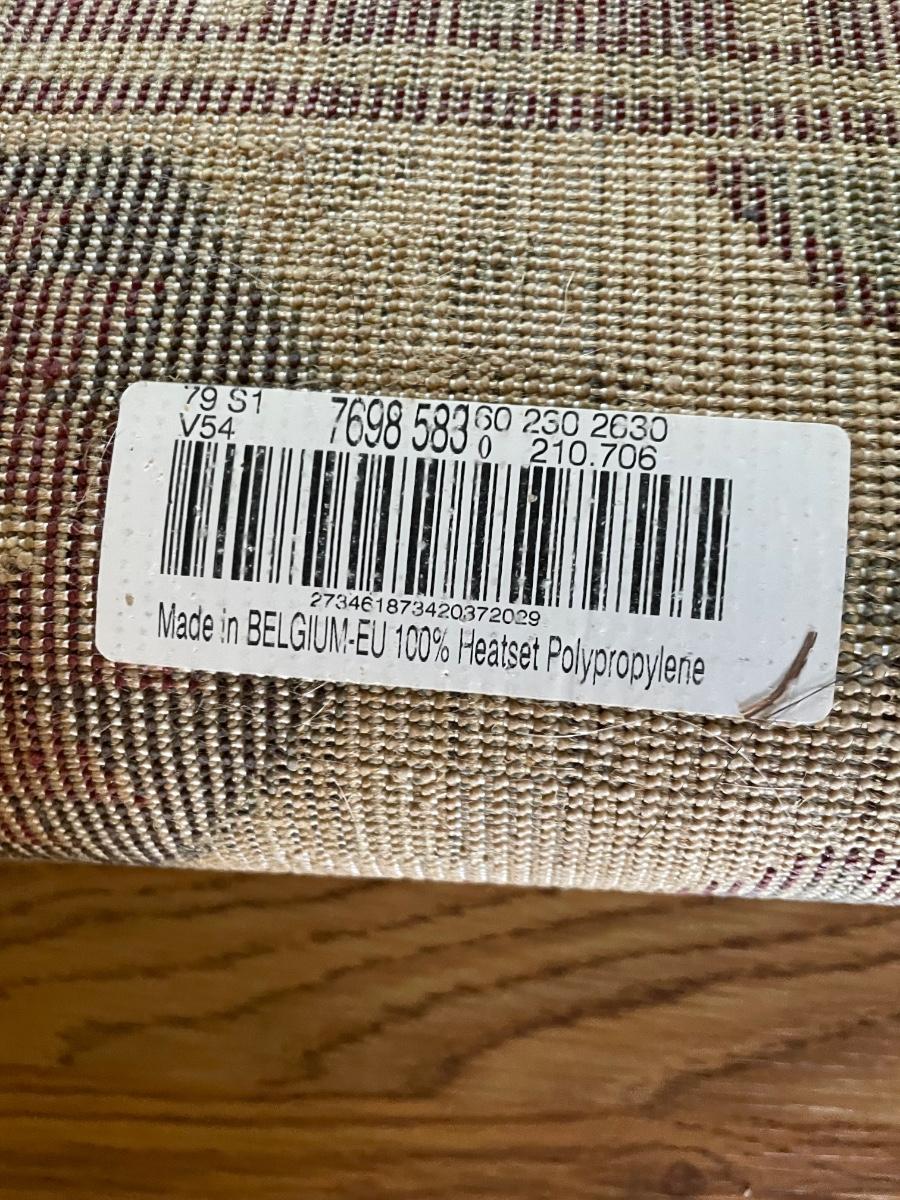 79 S1 7698 583 60 230 2630
V54 0 210.706
273461873420372029
Made in BELGIUM-EU 100% Heatset Polypropylene